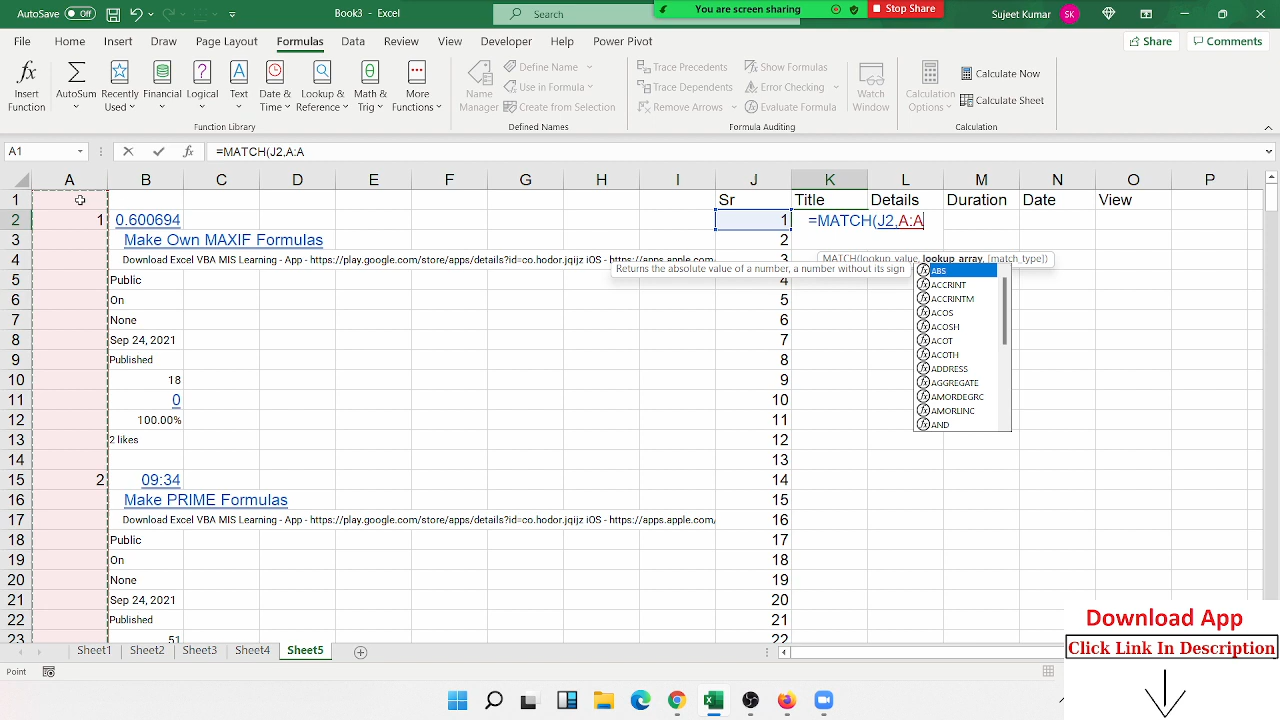 AutoSave Off Book3 - Excel Search You are screen sharing Stop Share Sujeet Kumar SK
File Home Insert Draw Page Layout Formulas Data Review View Developer Help Power Pivot Share Comments
Insert Function AutoSum Recently Used Financial Logical Text Date & Time Lookup & Reference Math & Trig More Functions
Name Manager Define Name Use in Formula Create from Selection
Trace Precedents Trace Dependents Remove Arrows Show Formulas Error Checking Evaluate Formula Watch Window
Calculation Options Calculate Now Calculate Sheet
Function Library Defined Names Formula Auditing Calculation
A1 fx =MATCH(J2,A:A
A B C D E F G H I J K L M N O P
1 Sr Title Details Duration Date View
2 1 0.600694 1 =MATCH(J2,A:A
3 Make Own MAXIF Formulas 2
4 Download Excel VBA MIS Learning - App - https://play.google.com/store/apps/details?id=co.hodor.jqijz iOS - https://apps.apple.com/
MATCH(lookup_value, lookup_array, [match_type])
Returns the absolute value of a number, a number without its sign
ABS
ACCRINT
ACCRINTM
ACOS
ACOSH
ACOT
ACOTH
ADDRESS
AGGREGATE
AMORDEGRC
AMORLINC
AND
5 Public 4
6 On 5
7 None 6
8 Sep 24, 2021 7
9 Published 8
10 18 9
11 0 10
12 100.00% 11
13 2 likes 12
14 13
15 2 09:34 14
16 Make PRIME Formulas 15
17 Download Excel VBA MIS Learning - App - https://play.google.com/store/apps/details?id=co.hodor.jqijz iOS - https://apps.apple.com/ 16
18 Public 17
19 On 18
20 None 19
21 Sep 24, 2021 20
22 Published 21
23 51 22
Sheet1 Sheet2 Sheet3 Sheet4 Sheet5
Point
Download App
Click Link In Description